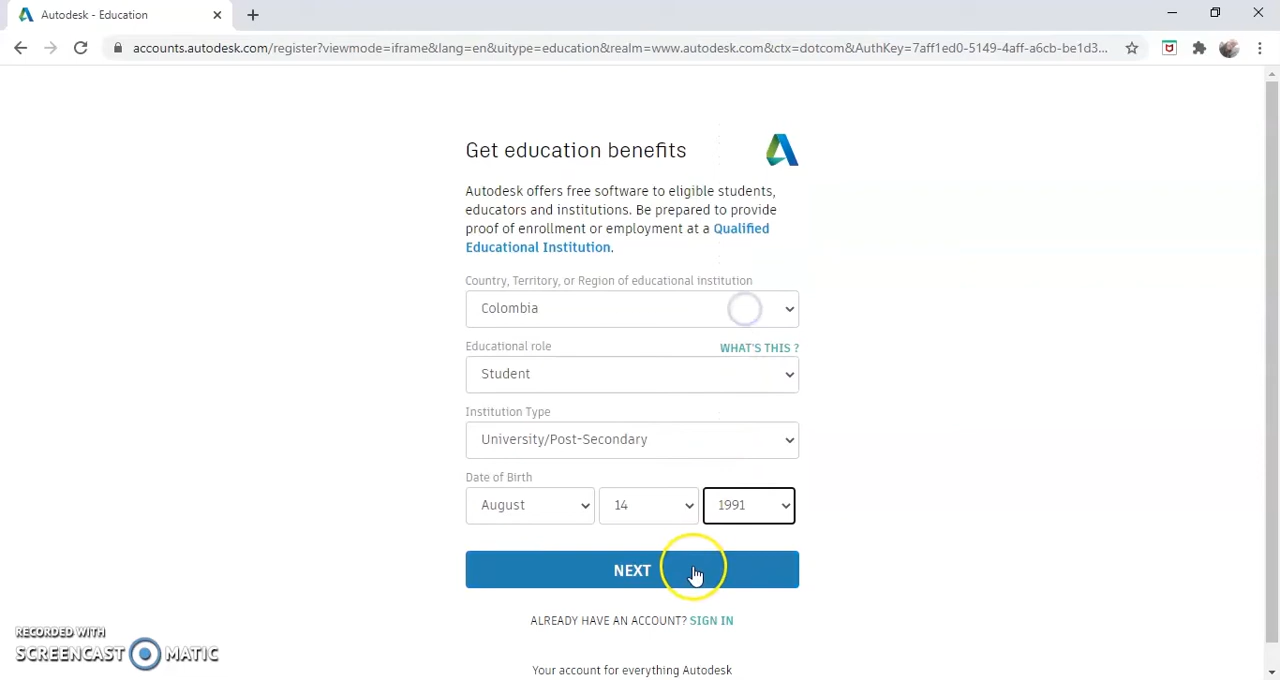 Autodesk - Education
accounts.autodesk.com/register?viewmode=iframe&lang=en&uitype=education&realm=www.autodesk.com&ctx=dotcom&AuthKey=7aff1ed0-5149-4aff-a6cb-be1d3...
Get education benefits
Autodesk offers free software to eligible students,
educators and institutions. Be prepared to provide
proof of enrollment or employment at a Qualified
Educational Institution.
Country, Territory, or Region of educational institution
Colombia
Educational role WHAT'S THIS ?
Student
Institution Type
University/Post-Secondary
Date of Birth
August 14 1991
NEXT
ALREADY HAVE AN ACCOUNT? SIGN IN
RECORDED WITH
SCREENCAST MATIC
Your account for everything Autodesk